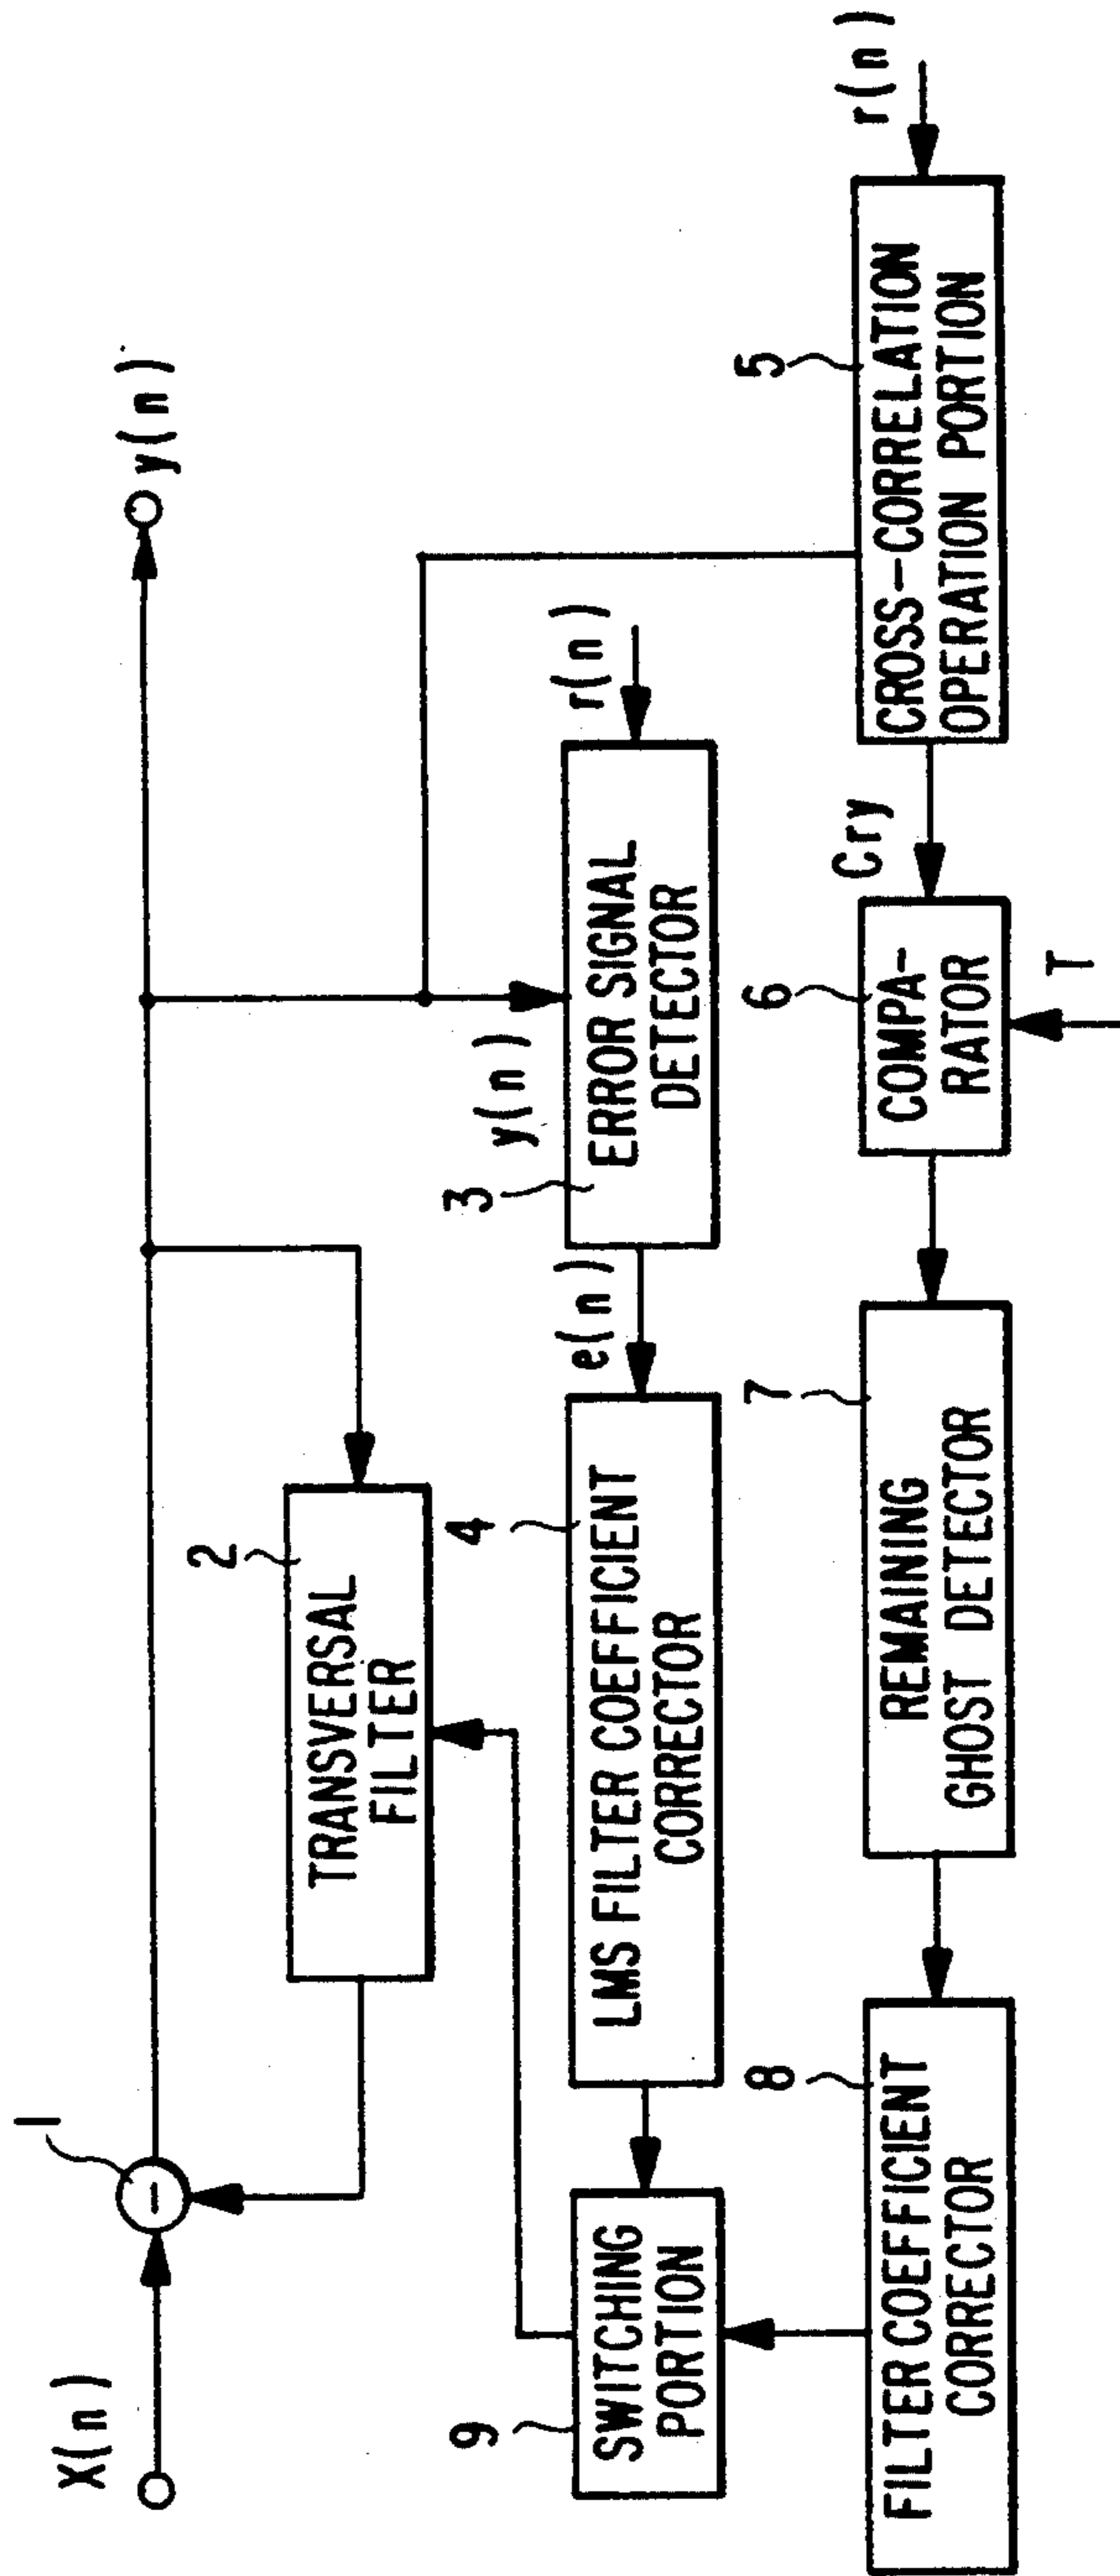 X(n)
1
y(n)
2
TRANSVERSAL
FILTER
y(n)
r(n)
3
ERROR SIGNAL
DETECTOR
e(n)
4
LMS FILTER COEFFICIENT
CORRECTOR
9
SWITCHING
PORTION
r(n)
5
CROSS-CORRELATION
OPERATION PORTION
Cry
6
COMPA-
RATOR
T
7
REMAINING
GHOST DETECTOR
8
FILTER COEFFICIENT
CORRECTOR